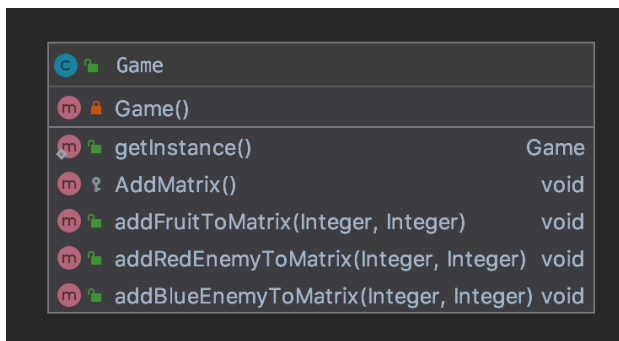 C Game
m Game()
m getInstance() Game
m AddMatrix() void
m addFruitToMatrix(Integer, Integer) void
m addRedEnemyToMatrix(Integer, Integer) void
m addBlueEnemyToMatrix(Integer, Integer) void